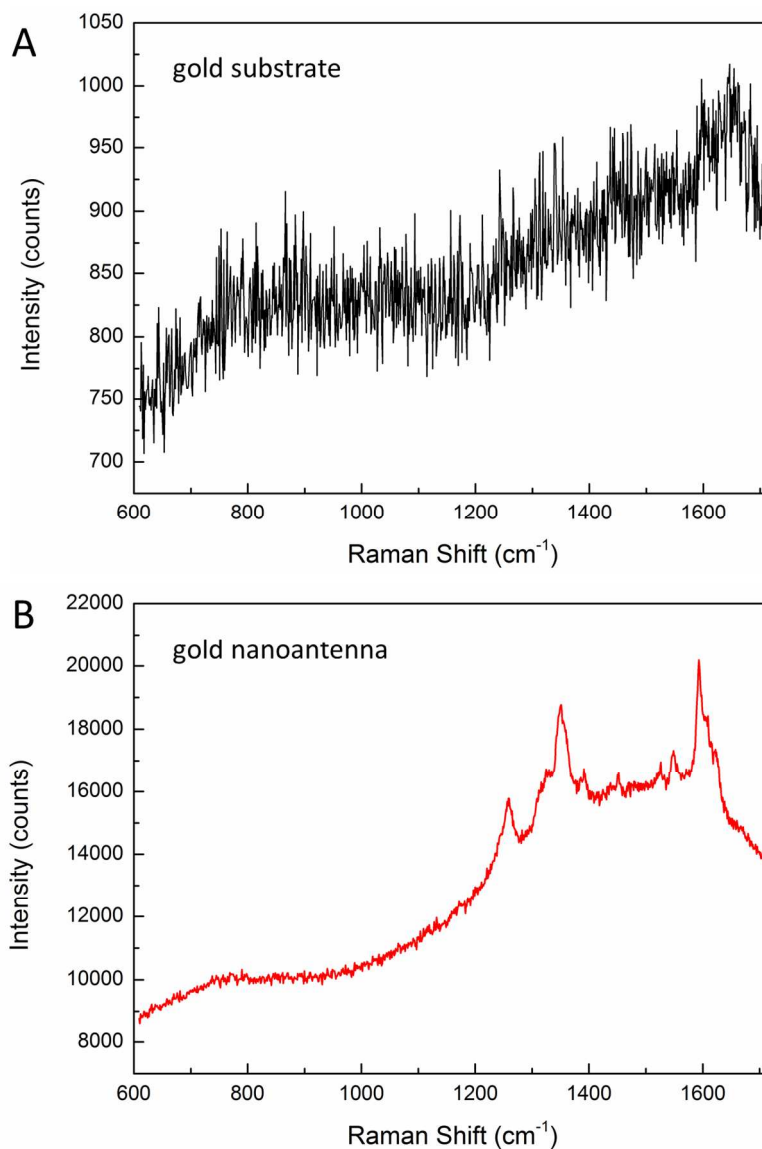 A
gold substrate
1050
1000
950
900
850
800
750
700
Intensity (counts)
600 800 1000 1200 1400 1600
Raman Shift (cm⁻¹)
B
gold nanoantenna
22000
20000
18000
16000
14000
12000
10000
8000
Intensity (counts)
600 800 1000 1200 1400 1600
Raman Shift (cm⁻¹)